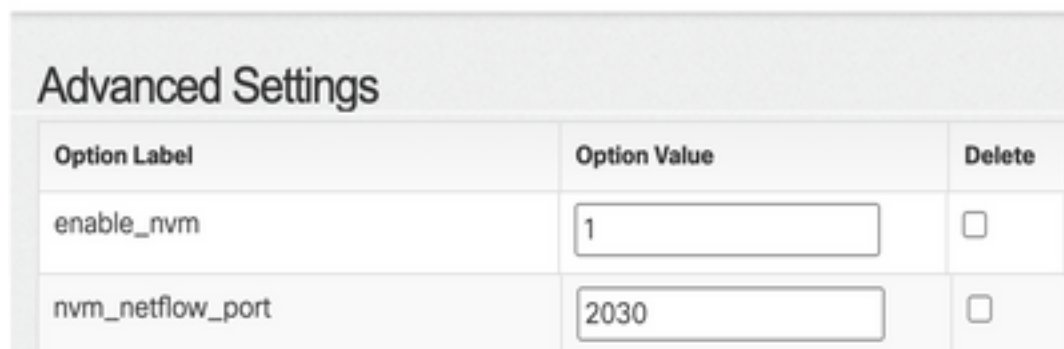 Advanced Settings
Option Label Option Value Delete
enable_nvm 1
nvm_netflow_port 2030